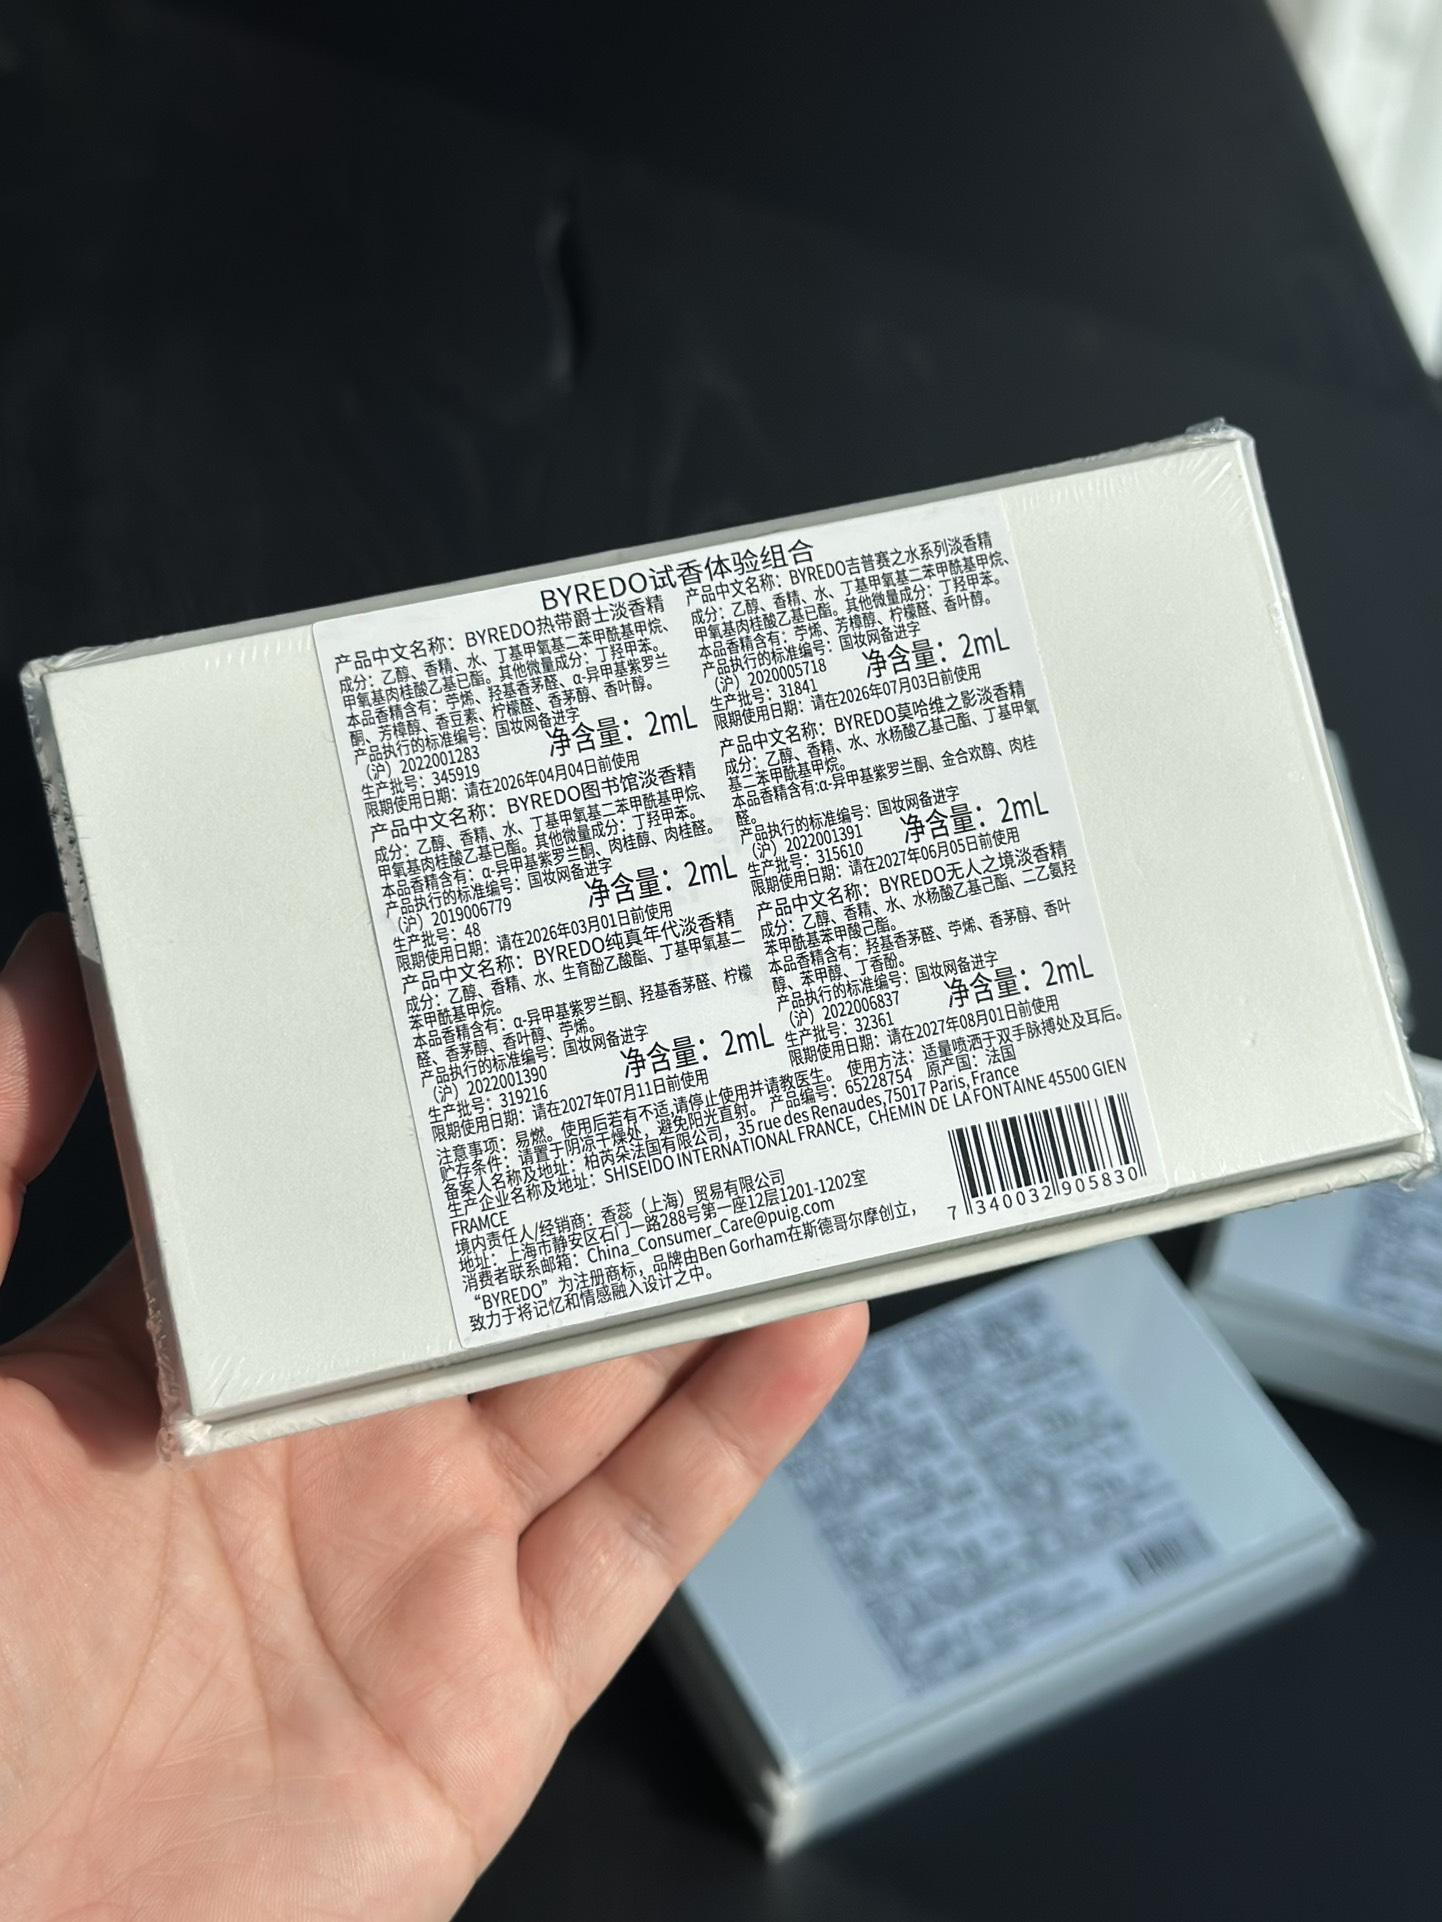 BYREDO试香体验组合
产品中文名称：BYREDO热带爵士淡香精
成分：乙醇、香精、水、丁基甲氧基二苯甲酰基甲烷、
甲氧基肉桂酸乙基已酯。其他微量成分：丁羟甲苯。
本品香精含有：苧烯、羟基香茅醛、α-异甲基紫罗兰
酮、芳樟醇、香豆素、柠檬醛、香茅醇、香叶醇。
产品执行的标准编号：国妆网备进字
（沪）2022001283
净含量：2mL
生产批号：345919
限期使用日期：请在2026年04月04日前使用
产品中文名称：BYREDO图书馆淡香精
成分：乙醇、香精、水、丁基甲氧基二苯甲酰基甲烷、
甲氧基肉桂酸乙基已酯。其他微量成分：丁羟甲苯。
本品香精含有：α-异甲基紫罗兰酮、肉桂醇、肉桂醛。
产品执行的标准编号：国妆网备进字
（沪）2019006779
净含量：2mL
生产批号：48
限期使用日期：请在2026年03月01日前使用
产品中文名称：BYREDO纯真年代淡香精
成分：乙醇、香精、水、生育酚乙酸酯、丁基甲氧基二
苯甲酰基甲烷。
本品香精含有：α-异甲基紫罗兰酮、羟基香茅醛、柠檬
醛、香茅醇、香叶醇、苧烯。
产品执行的标准编号：国妆网备进字
（沪）2022001390
净含量：2mL
生产批号：319216
限期使用日期：请在2027年07月11日前使用
产品中文名称：BYREDO吉普赛之水系列淡香精
成分：乙醇、香精、水、丁基甲氧基二苯甲酰基甲烷、
甲氧基肉桂酸乙基已酯。其他微量成分：丁羟甲苯。
本品香精含有：苧烯、芳樟醇、柠檬醛、香叶醇。
产品执行的标准编号：国妆网备进字
（沪）2020005718
净含量：2mL
生产批号：31841
限期使用日期：请在2026年07月03日前使用
产品中文名称：BYREDO莫哈维之影淡香精
成分：乙醇、香精、水、水杨酸乙基己酯、丁基甲氧
基二苯甲酰基甲烷。
本品香精含有:α-异甲基紫罗兰酮、金合欢醇、肉桂
醛。
产品执行的标准编号：国妆网备进字
（沪）2022001391
净含量：2mL
生产批号：315610
限期使用日期：请在2027年06月05日前使用
产品中文名称：BYREDO无人之境淡香精
成分：乙醇、香精、水、水杨酸乙基己酯、二乙氨羟
苯甲酰基苯甲酸己酯。
本品香精含有：羟基香茅醛、苧烯、香茅醇、香叶
醇、苯甲醇、丁香酚。
产品执行的标准编号：国妆网备进字
（沪）2022006837
净含量：2mL
生产批号：32361
限期使用日期：请在2027年08月01日前使用
注意事项：易燃。使用后若有不适,请停止使用并请教医生。 使用方法：适量喷洒于双手脉搏处及耳后。
贮存条件：请置于阴凉干燥处，避免阳光直射。 产品编号：65228754 原产国：法国
备案人名称及地址：柏芮朵法国有限公司，35 rue des Renaudes,75017 Paris, France
生产企业名称及地址：SHISEIDO INTERNATIONAL FRANCE，CHEMIN DE LA FONTAINE 45500 GIEN
FRAMCE
境内责任人/经销商：香蕊（上海）贸易有限公司
地址：上海市静安区石门一路288号第一座12层1201-1202室
消费者联系邮箱：China_Consumer_Care@puig.com
“BYREDO”为注册商标，品牌由Ben Gorham在斯德哥尔摩创立，
致力于将记忆和情感融入设计之中。
7 340032 905830